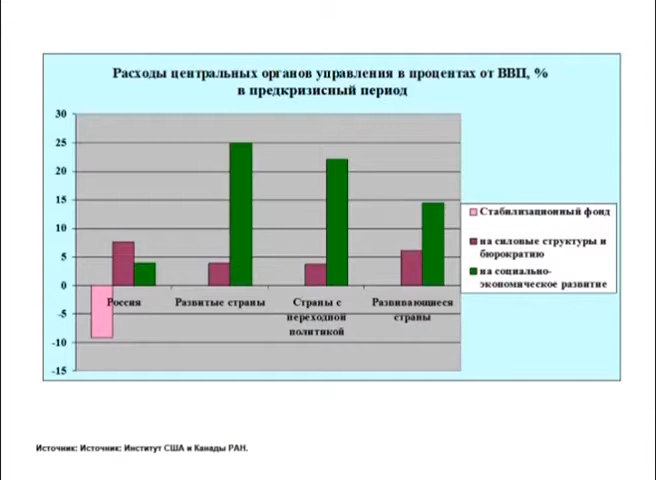 Расходы центральных органов управления в процентах от ВВП, %
в предкризисный период
30
25
20
15
10
5
0
-5
-10
-15
Россия
Развитые страны
Страны с
переходной
политикой
Развивающиеся
страны
Стабилизационный фонд
на силовые структуры и
бюрократию
на социально-
экономическое развитие
Источник: Источник: Институт США и Канады РАН.